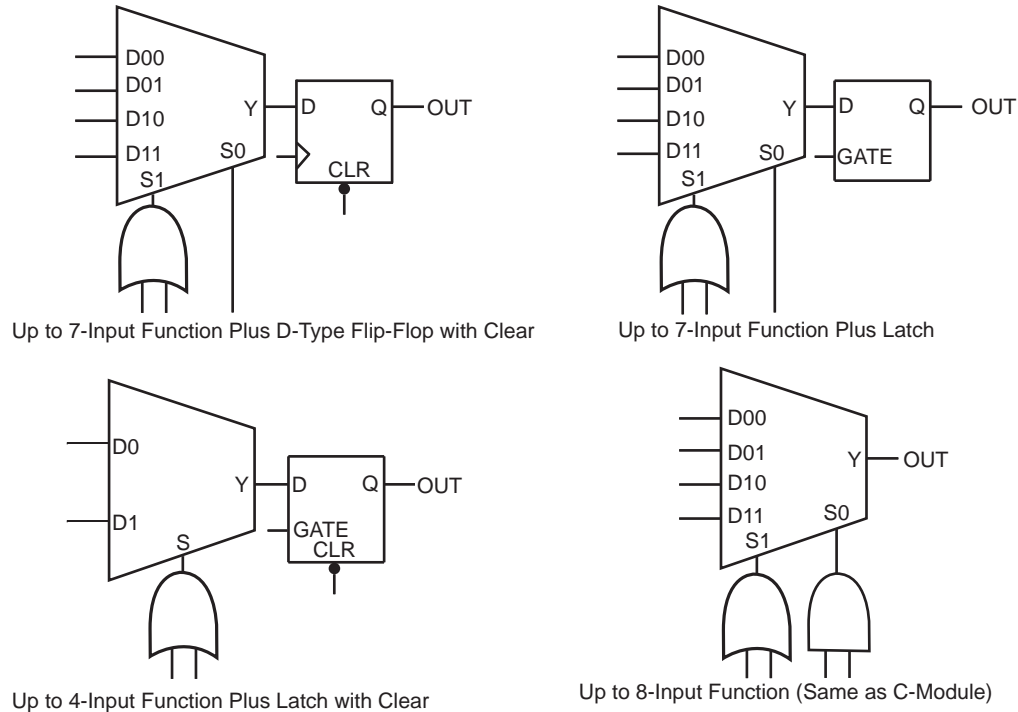 D00
D01
D10
D11
S1
S0
Y
D
Q
CLR
OUT
Up to 7-Input Function Plus D-Type Flip-Flop with Clear
D00
D01
D10
D11
S1
S0
Y
D
Q
GATE
OUT
Up to 7-Input Function Plus Latch
D0
D1
S
Y
D
Q
GATE
CLR
OUT
Up to 4-Input Function Plus Latch with Clear
D00
D01
D10
D11
S1
S0
Y
OUT
Up to 8-Input Function (Same as C-Module)